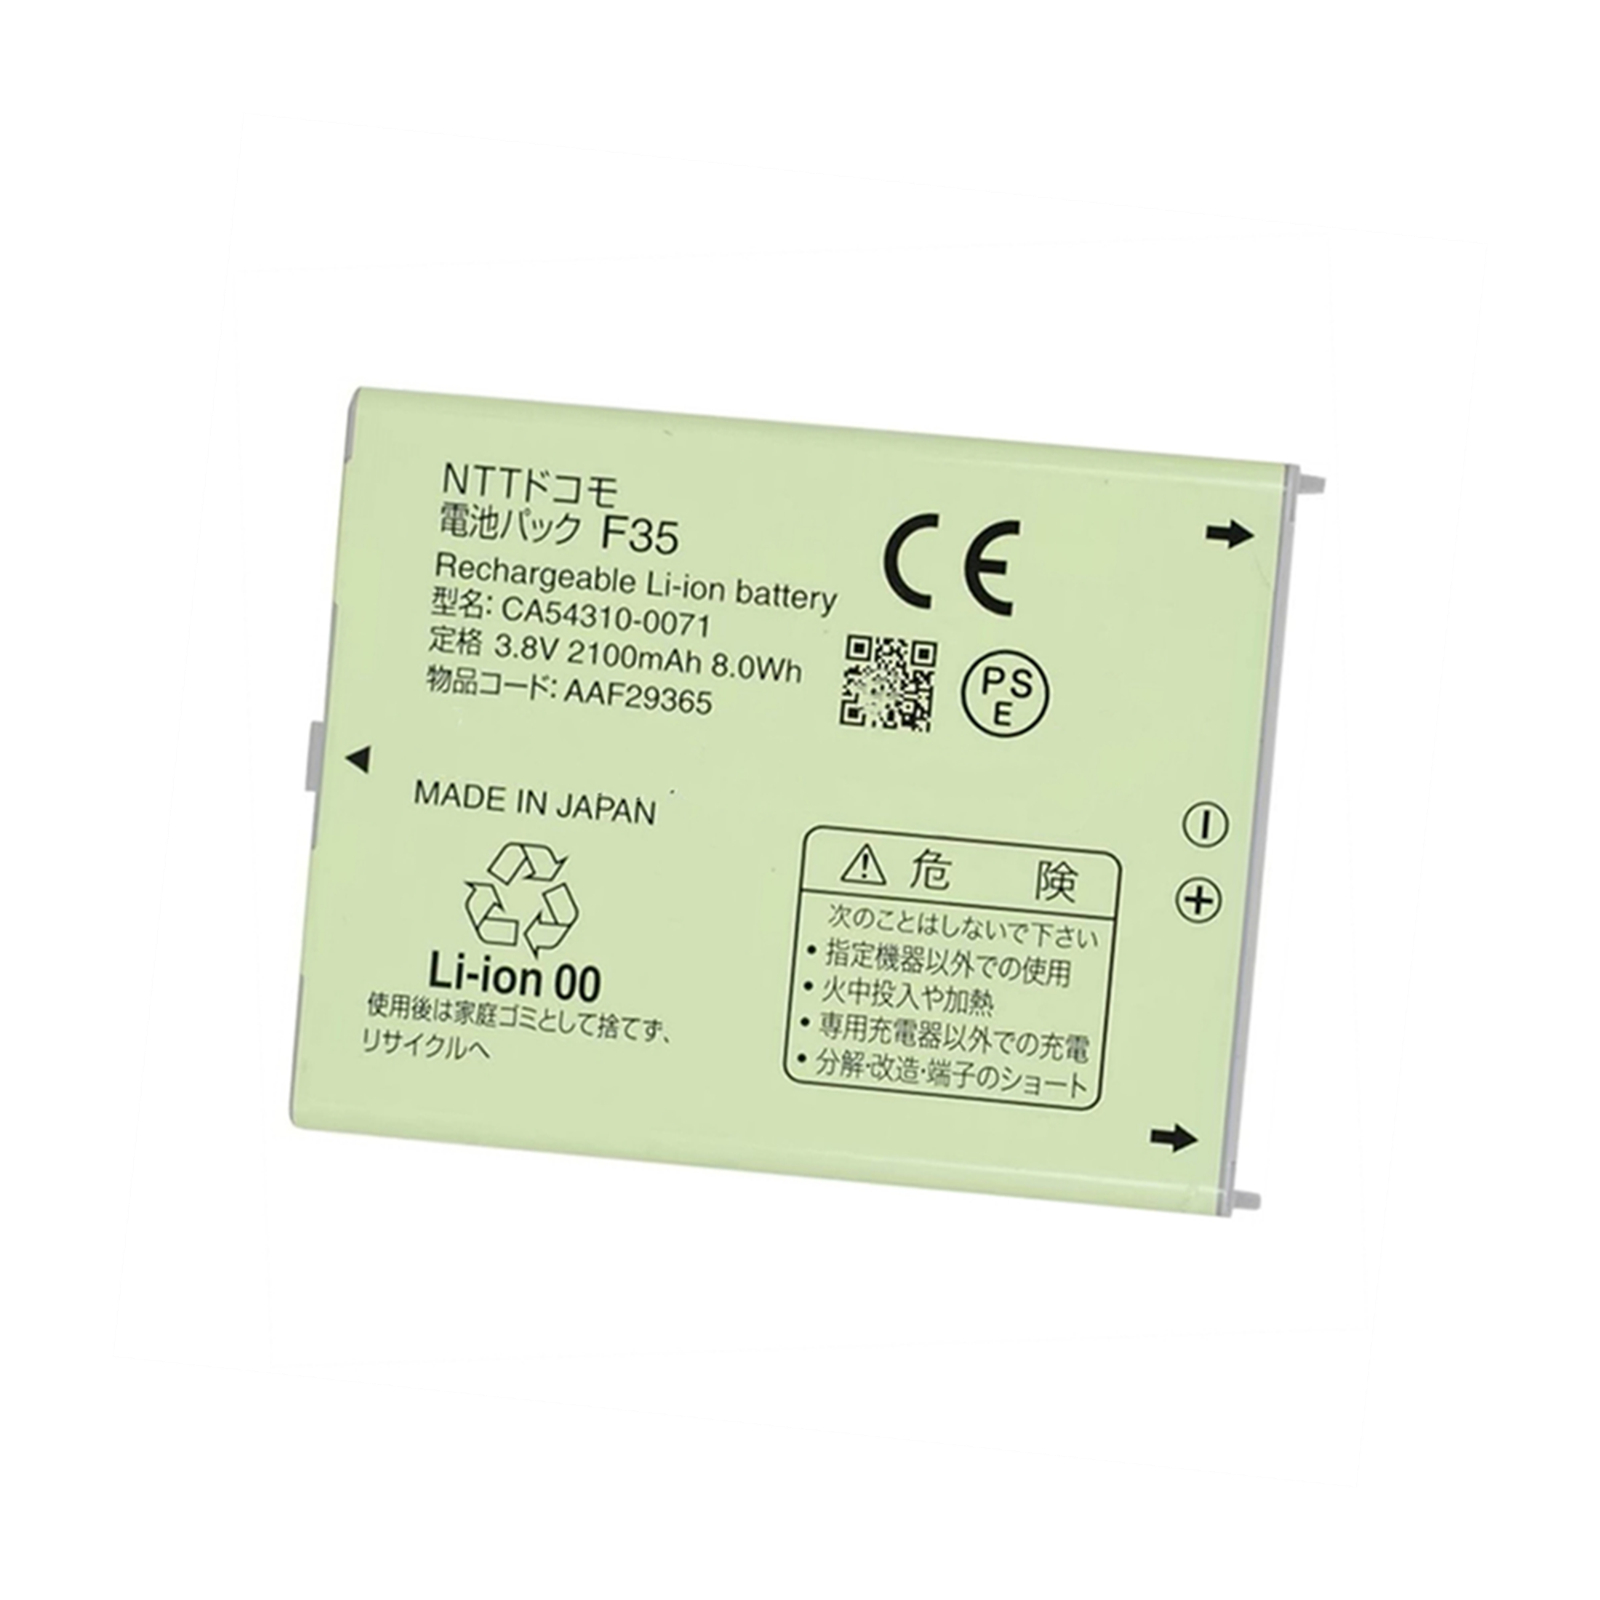 NTTドコモ
電池パック F35
Rechargeable Li-ion battery
型名: CA54310-0071
定格 3.8V 2100mAh 8.0Wh
物品コード: AAF29365
CE
PS
E
MADE IN JAPAN
Li-ion 00
使用後は家庭ゴミとして捨てず、
リサイクルへ
危 険
次のことはしないで下さい
• 指定機器以外での使用
• 火中投入や加熱
• 専用充電器以外での充電
• 分解・改造・端子のショート